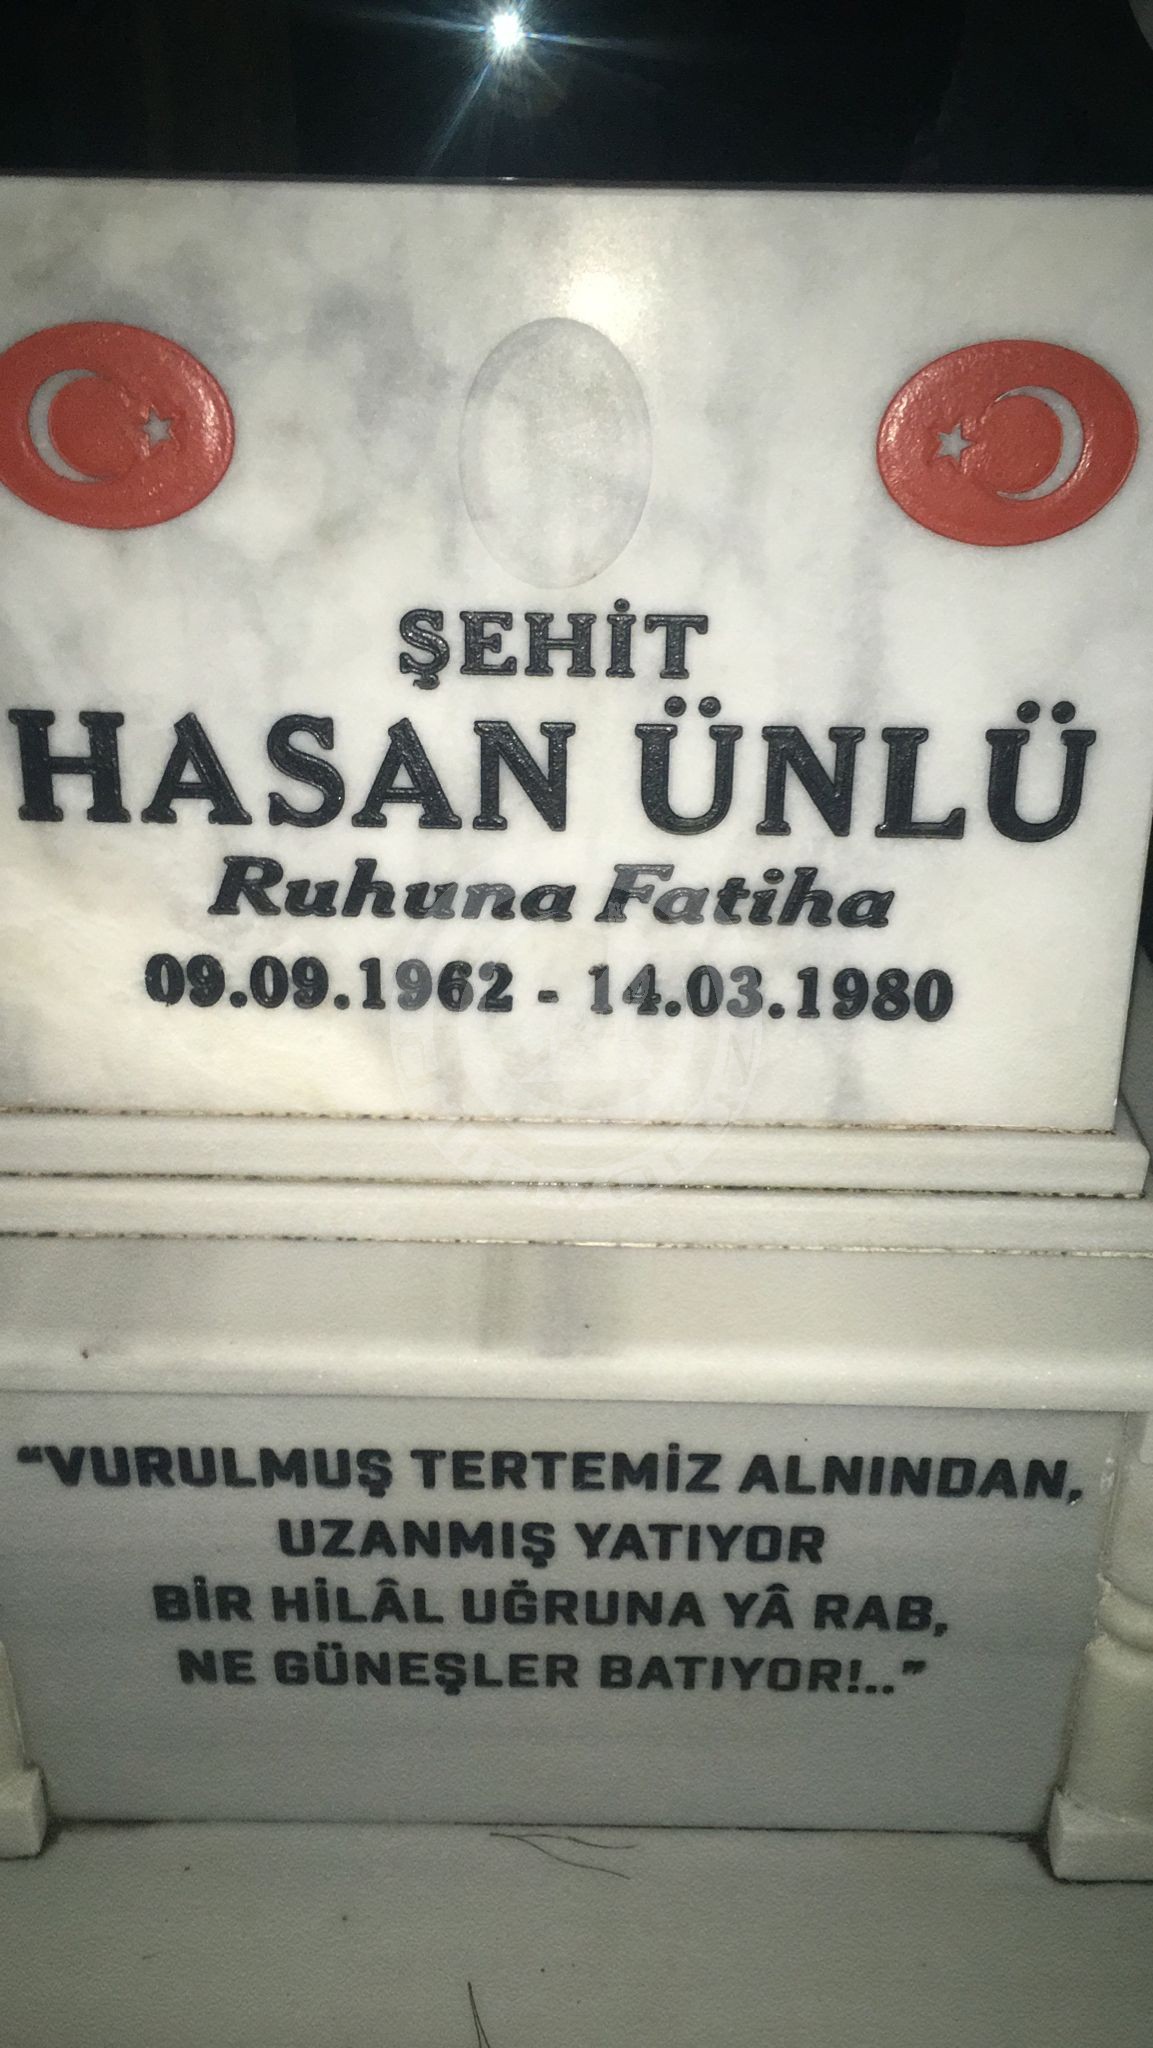 ŞEHİT
HASAN ÜNLÜ
Ruhuna Fatiha
09.09.1962 - 14.03.1980
“VURULMUŞ TERTEMİZ ALNINDAN,
UZANMIŞ YATIYOR
BİR HİLÂL UĞRUNA YÂ RAB,
NE GÜNEŞLER BATIYOR!..”